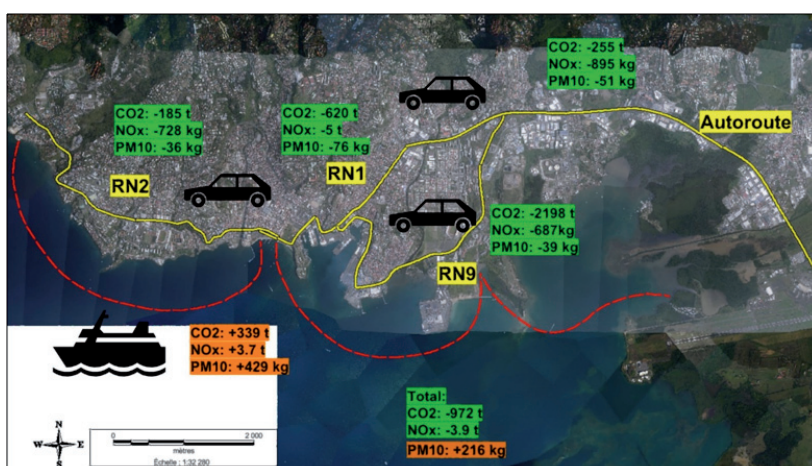 CO2: -255 t
NOx: -895 kg
PM10: -51 kg
CO2: -185 t
NOx: -728 kg
PM10: -36 kg
CO2: -620 t
NOx: -5 t
PM10: -76 kg
Autoroute
RN2
RN1
CO2: -2198 t
NOx: -687kg
PM10: -39 kg
RN9
CO2: +339 t
NOx: +3.7 t
PM10: +429 kg
Total:
CO2: -972 t
NOx: -3.9 t
PM10: +216 kg
N
W E
S
0 2 000
mètres
Échelle : 1:32 280